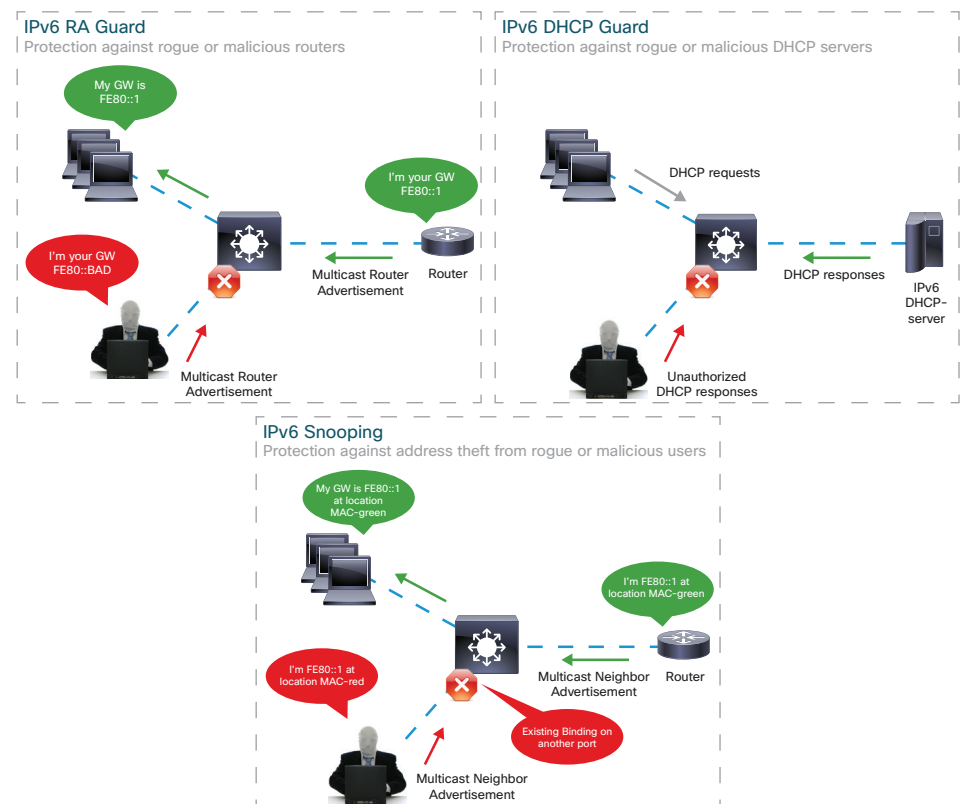 IPv6 RA Guard
Protection against rogue or malicious routers
My GW is
FE80::1
I'm your GW
FE80::1
I'm your GW
FE80::BAD
Multicast Router
Advertisement
Router
Multicast Router
Advertisement
IPv6 DHCP Guard
Protection against rogue or malicious DHCP servers
DHCP requests
DHCP responses
IPv6
DHCP-
server
Unauthorized
DHCP responses
IPv6 Snooping
Protection against address theft from rogue or malicious users
My GW is FE80::1
at location
MAC-green
I'm FE80::1 at
location MAC-green
I'm FE80::1 at
location MAC-red
Multicast Neighbor
Advertisement
Router
Existing Binding on
another port
Multicast Neighbor
Advertisement